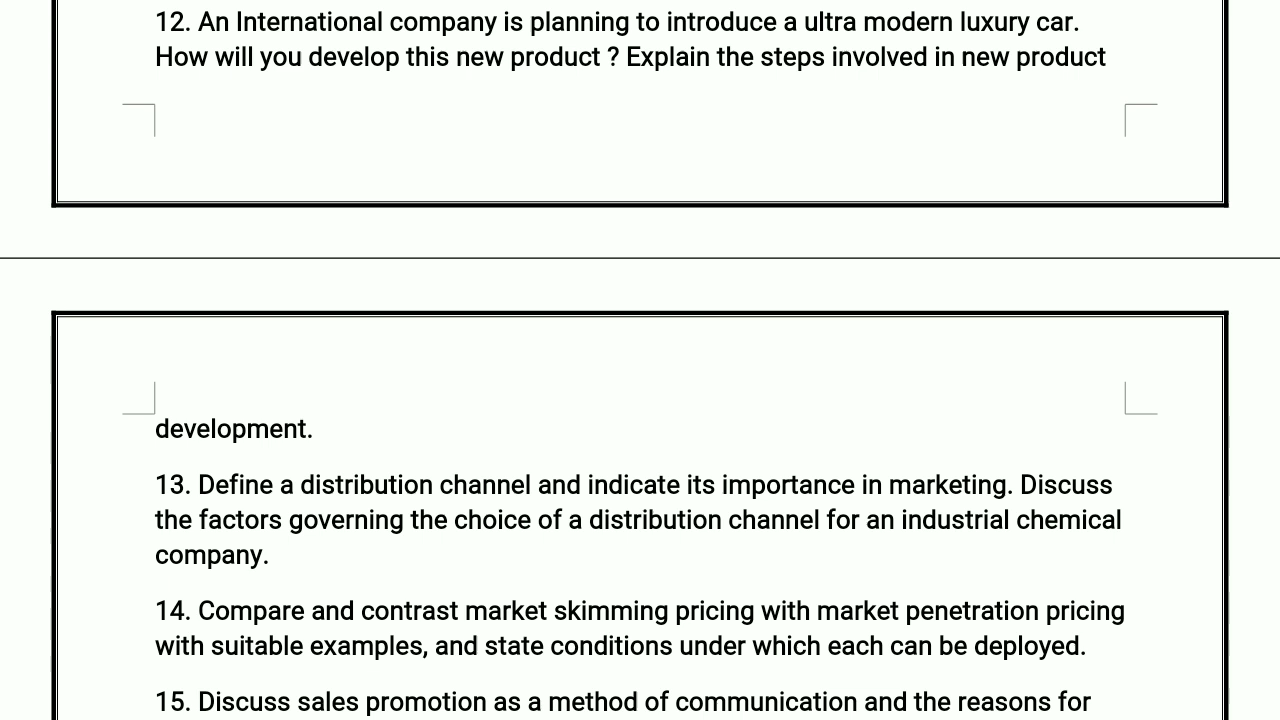 12. An International company is planning to introduce a ultra modern luxury car.
How will you develop this new product ? Explain the steps involved in new product
development.
13. Define a distribution channel and indicate its importance in marketing. Discuss
the factors governing the choice of a distribution channel for an industrial chemical
company.
14. Compare and contrast market skimming pricing with market penetration pricing
with suitable examples, and state conditions under which each can be deployed.
15. Discuss sales promotion as a method of communication and the reasons for